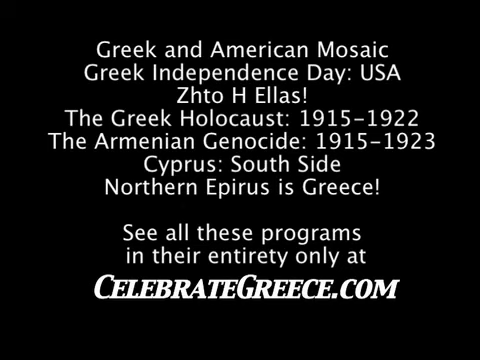 Greek and American Mosaic
Greek Independence Day: USA
Zhto H Ellas!
The Greek Holocaust: 1915-1922
The Armenian Genocide: 1915-1923
Cyprus: South Side
Northern Epirus is Greece!
See all these programs
in their entirety only at
CELEBRATEGREECE.COM